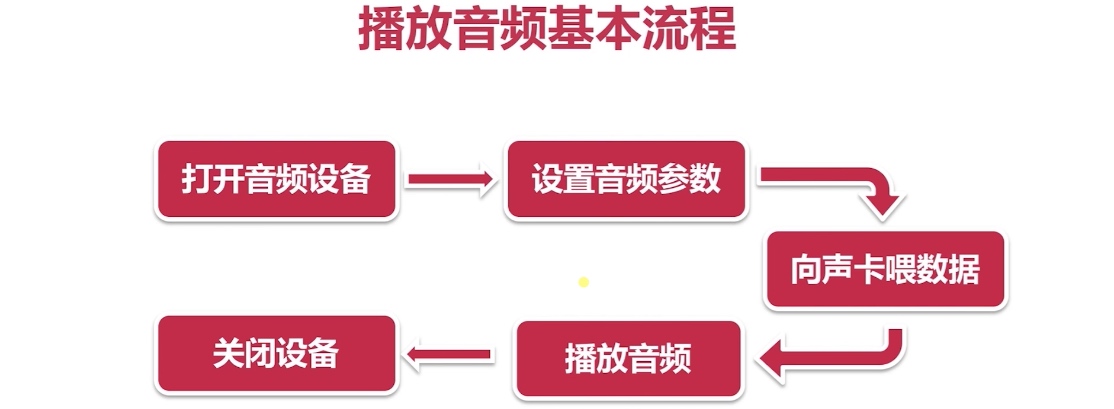 播放音频基本流程
打开音频设备
设置音频参数
向声卡喂数据
播放音频
关闭设备